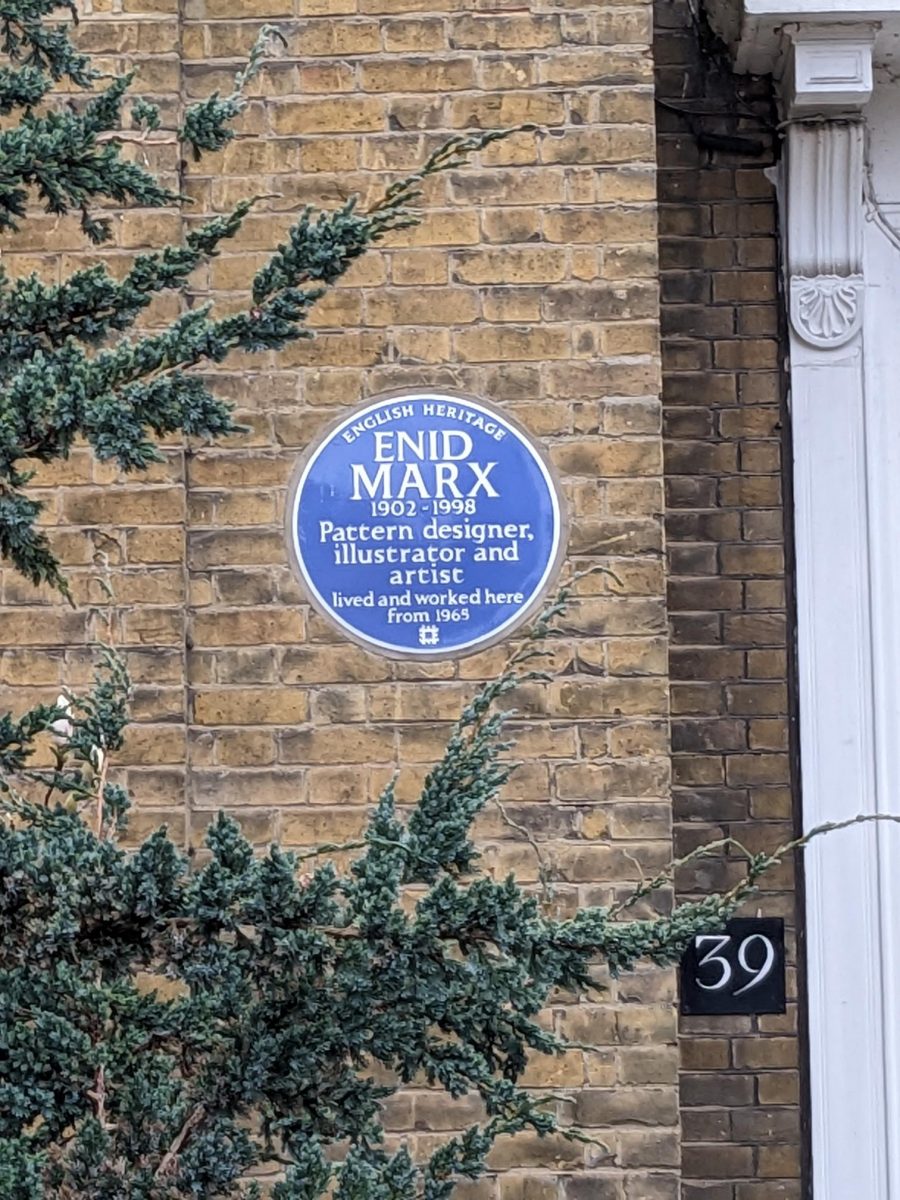 ENGLISH HERITAGE
ENID
MARX
1902-1998
Pattern designer,
illustrator and
artist
lived and worked here
from 1965
39